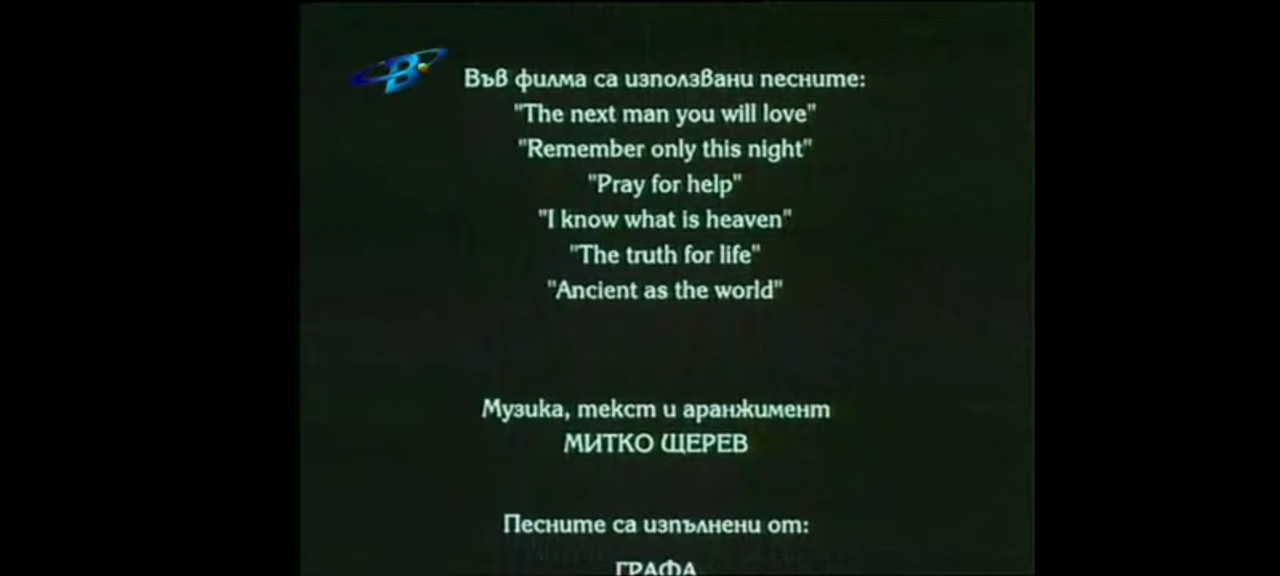 B
Във филма са използвани песните:
"The next man you will love"
"Remember only this night"
"Pray for help"
"I know what is heaven"
"The truth for life"
"Ancient as the world"
Музика, текст и аранжимент
МИТКО ЩЕРЕВ
Песните са изпълнени от:
ГРАФА